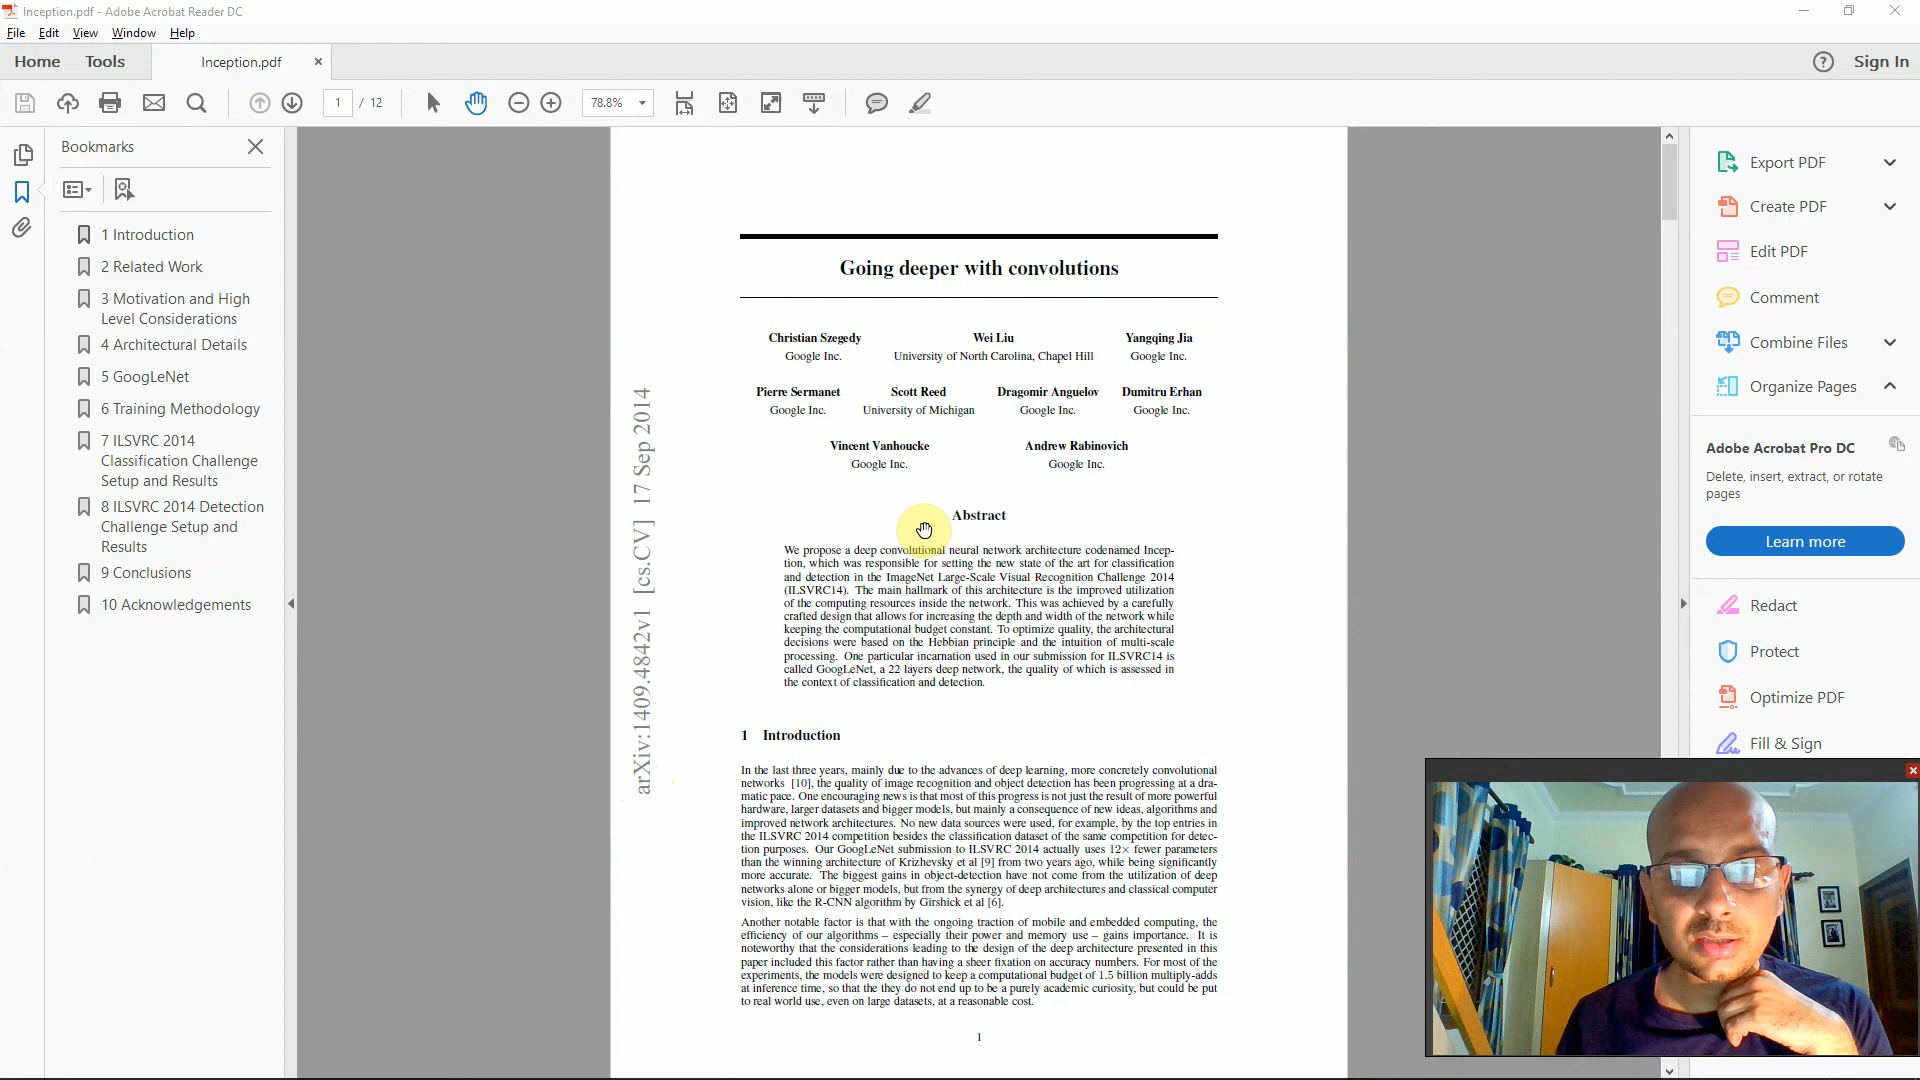 Inception.pdf - Adobe Acrobat Reader DC
File Edit View Window Help
Home Tools Inception.pdf
Sign In
1 / 12
78.8%
Bookmarks
1 Introduction
2 Related Work
3 Motivation and High
Level Considerations
4 Architectural Details
5 GoogLeNet
6 Training Methodology
7 ILSVRC 2014
Classification Challenge
Setup and Results
8 ILSVRC 2014 Detection
Challenge Setup and
Results
9 Conclusions
10 Acknowledgements
arXiv:1409.4842v1 [cs.CV] 17 Sep 2014
Going deeper with convolutions
Christian Szegedy Wei Liu Yangqing Jia
Google Inc. University of North Carolina, Chapel Hill Google Inc.
Pierre Sermanet Scott Reed Dragomir Anguelov Dumitru Erhan
Google Inc. University of Michigan Google Inc. Google Inc.
Vincent Vanhoucke Andrew Rabinovich
Google Inc. Google Inc.
Abstract
We propose a deep convolutional neural network architecture codenamed Incep-
tion, which was responsible for setting the new state of the art for classification
and detection in the ImageNet Large-Scale Visual Recognition Challenge 2014
(ILSVRC14). The main hallmark of this architecture is the improved utilization
of the computing resources inside the network. This was achieved by a carefully
crafted design that allows for increasing the depth and width of the network while
keeping the computational budget constant. To optimize quality, the architectural
decisions were based on the Hebbian principle and the intuition of multi-scale
processing. One particular incarnation used in our submission for ILSVRC14 is
called GoogLeNet, a 22 layers deep network, the quality of which is assessed in
the context of classification and detection.
1 Introduction
In the last three years, mainly due to the advances of deep learning, more concretely convolutional
networks [10], the quality of image recognition and object detection has been progressing at a dra-
matic pace. One encouraging news is that most of this progress is not just the result of more powerful
hardware, larger datasets and bigger models, but mainly a consequence of new ideas, algorithms and
improved network architectures. No new data sources were used, for example, by the top entries in
the ILSVRC 2014 competition besides the classification dataset of the same competition for detec-
tion purposes. Our GoogLeNet submission to ILSVRC 2014 actually uses 12× fewer parameters
than the winning architecture of Krizhevsky et al [9] from two years ago, while being significantly
more accurate. The biggest gains in object-detection have not come from the utilization of deep
networks alone or bigger models, but from the synergy of deep architectures and classical computer
vision, like the R-CNN algorithm by Girshick et al [6].
Another notable factor is that with the ongoing traction of mobile and embedded computing, the
efficiency of our algorithms – especially their power and memory use – gains importance. It is
noteworthy that the considerations leading to the design of the deep architecture presented in this
paper included this factor rather than having a sheer fixation on accuracy numbers. For most of the
experiments, the models were designed to keep a computational budget of 1.5 billion multiply-adds
at inference time, so that the they do not end up to be a purely academic curiosity, but could be put
to real world use, even on large datasets, at a reasonable cost.
1
Export PDF
Create PDF
Edit PDF
Comment
Combine Files
Organize Pages
Adobe Acrobat Pro DC
Delete, insert, extract, or rotate
pages
Learn more
Redact
Protect
Optimize PDF
Fill & Sign